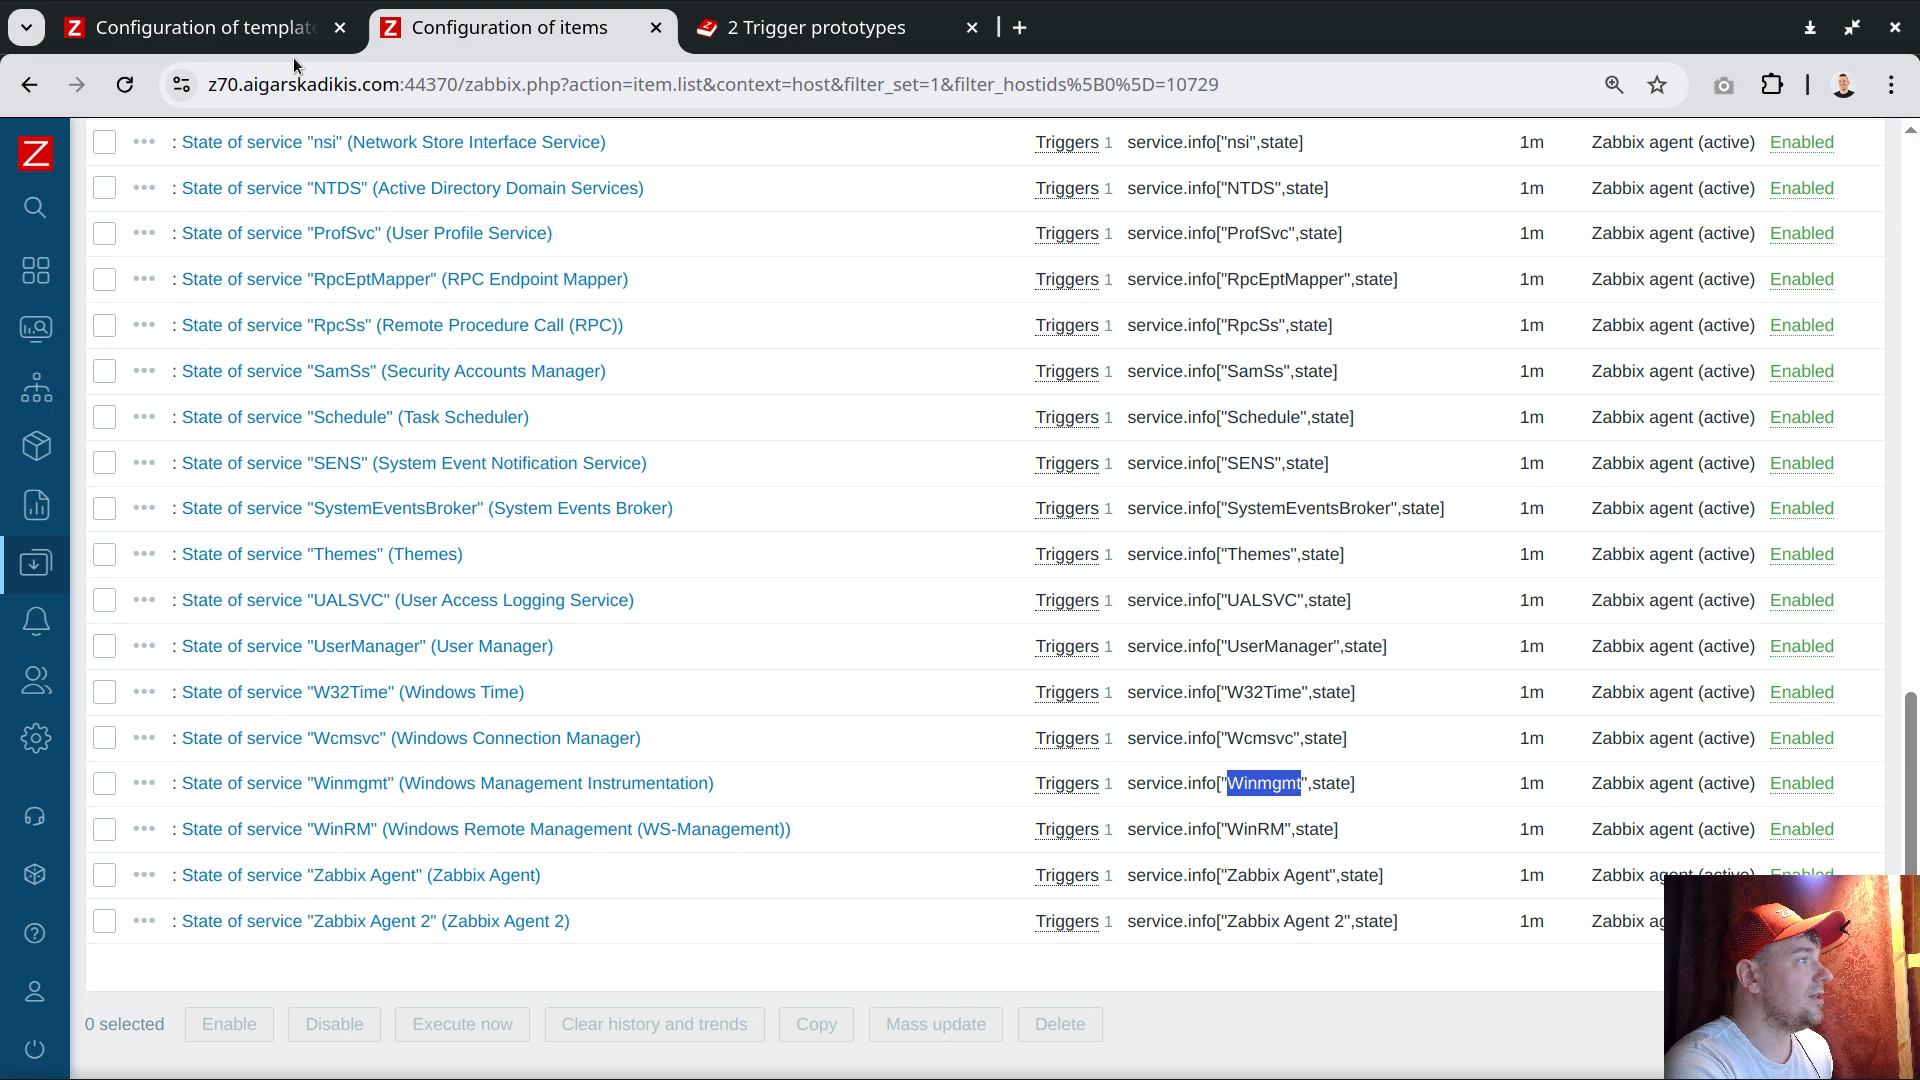 Z Configuration of templat
Z Configuration of items
2 Trigger prototypes
z70.aigarskadikis.com:44370/zabbix.php?action=item.list&context=host&filter_set=1&filter_hostids%5B0%5D=10729
Z
: State of service "nsi" (Network Store Interface Service) Triggers 1 service.info["nsi",state] 1m Zabbix agent (active) Enabled
: State of service "NTDS" (Active Directory Domain Services) Triggers 1 service.info["NTDS",state] 1m Zabbix agent (active) Enabled
: State of service "ProfSvc" (User Profile Service) Triggers 1 service.info["ProfSvc",state] 1m Zabbix agent (active) Enabled
: State of service "RpcEptMapper" (RPC Endpoint Mapper) Triggers 1 service.info["RpcEptMapper",state] 1m Zabbix agent (active) Enabled
: State of service "RpcSs" (Remote Procedure Call (RPC)) Triggers 1 service.info["RpcSs",state] 1m Zabbix agent (active) Enabled
: State of service "SamSs" (Security Accounts Manager) Triggers 1 service.info["SamSs",state] 1m Zabbix agent (active) Enabled
: State of service "Schedule" (Task Scheduler) Triggers 1 service.info["Schedule",state] 1m Zabbix agent (active) Enabled
: State of service "SENS" (System Event Notification Service) Triggers 1 service.info["SENS",state] 1m Zabbix agent (active) Enabled
: State of service "SystemEventsBroker" (System Events Broker) Triggers 1 service.info["SystemEventsBroker",state] 1m Zabbix agent (active) Enabled
: State of service "Themes" (Themes) Triggers 1 service.info["Themes",state] 1m Zabbix agent (active) Enabled
: State of service "UALSVC" (User Access Logging Service) Triggers 1 service.info["UALSVC",state] 1m Zabbix agent (active) Enabled
: State of service "UserManager" (User Manager) Triggers 1 service.info["UserManager",state] 1m Zabbix agent (active) Enabled
: State of service "W32Time" (Windows Time) Triggers 1 service.info["W32Time",state] 1m Zabbix agent (active) Enabled
: State of service "Wcmsvc" (Windows Connection Manager) Triggers 1 service.info["Wcmsvc",state] 1m Zabbix agent (active) Enabled
: State of service "Winmgmt" (Windows Management Instrumentation) Triggers 1 service.info["Winmgmt",state] 1m Zabbix agent (active) Enabled
: State of service "WinRM" (Windows Remote Management (WS-Management)) Triggers 1 service.info["WinRM",state] 1m Zabbix agent (active) Enabled
: State of service "Zabbix Agent" (Zabbix Agent) Triggers 1 service.info["Zabbix Agent",state] 1m Zabbix agent (active) Enabled
: State of service "Zabbix Agent 2" (Zabbix Agent 2) Triggers 1 service.info["Zabbix Agent 2",state] 1m Zabbix ag
0 selected Enable Disable Execute now Clear history and trends Copy Mass update Delete